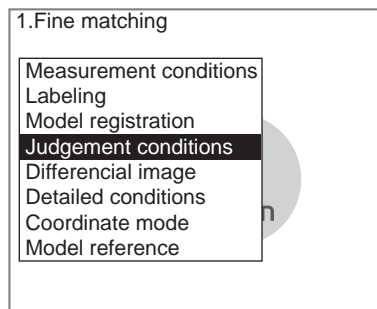 1.Fine matching
Measurement conditions
Labeling
Model registration
Judgement conditions
Differencial image
Detailed conditions
Coordinate mode
Model reference